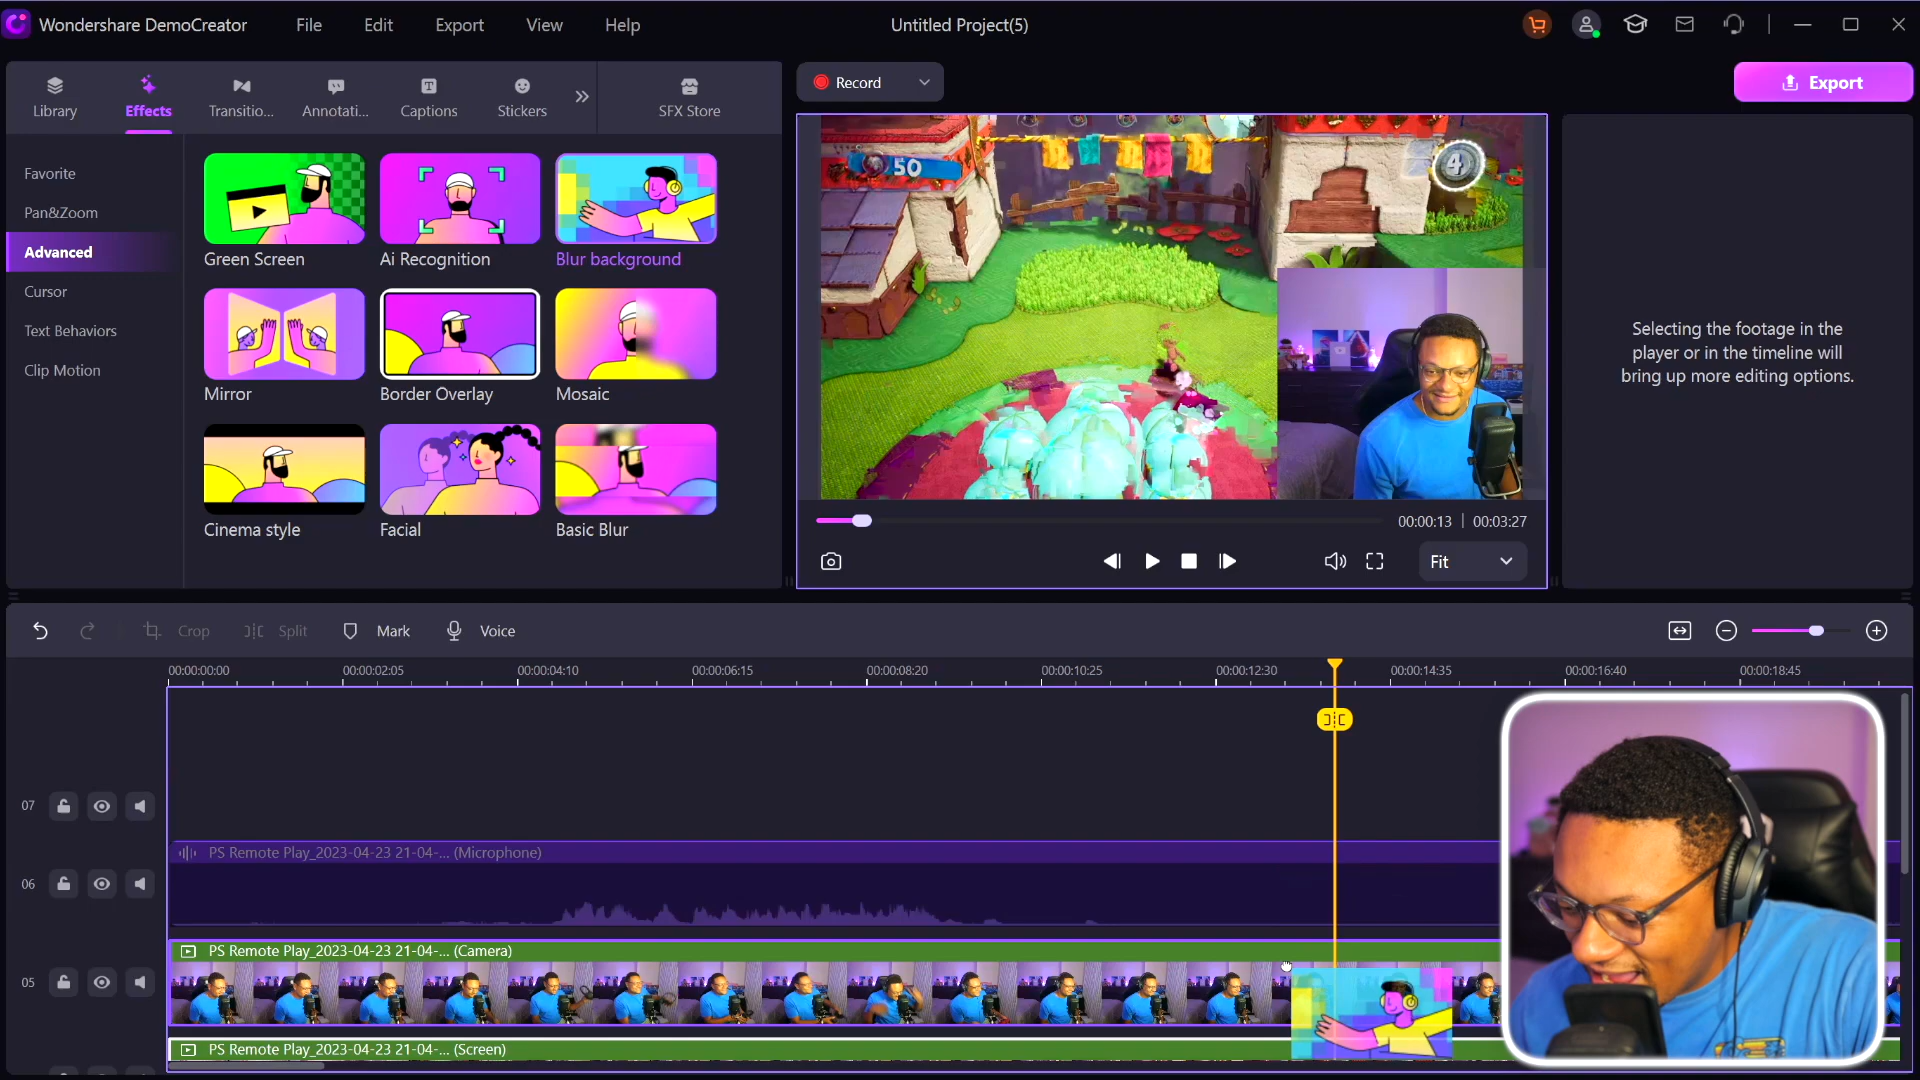 Wondershare DemoCreator
File
Edit
Export
View
Help
Untitled Project(5)
Library
Effects
Transitio...
Annotati...
Captions
Stickers
SFX Store
Record
Export
Favorite
Pan&Zoom
Advanced
Cursor
Text Behaviors
Clip Motion
Green Screen
Ai Recognition
Blur background
Mirror
Border Overlay
Mosaic
Cinema style
Facial
Basic Blur
50
4
00:00:13 | 00:03:27
Fit
Selecting the footage in the
player or in the timeline will
bring up more editing options.
Crop
Split
Mark
Voice
00:00:00:00
00:00:02:05
00:00:04:10
00:00:06:15
00:00:08:20
00:00:10:25
00:00:12:30
00:00:14:35
00:00:16:40
00:00:18:45
07
PS Remote Play_2023-04-23 21-04-... (Microphone)
06
PS Remote Play_2023-04-23 21-04-... (Camera)
05
PS Remote Play_2023-04-23 21-04-... (Screen)